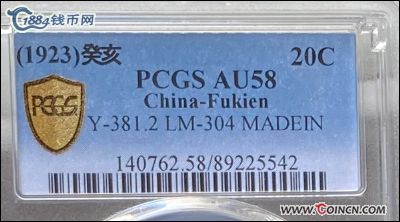 1884钱币网
(1923)癸亥 20C
PCGS AU58
China-Fukien
PCGS
Y-381.2 LM-304 MADEIN
140762.58/89225542
WWW.COINCN.COM